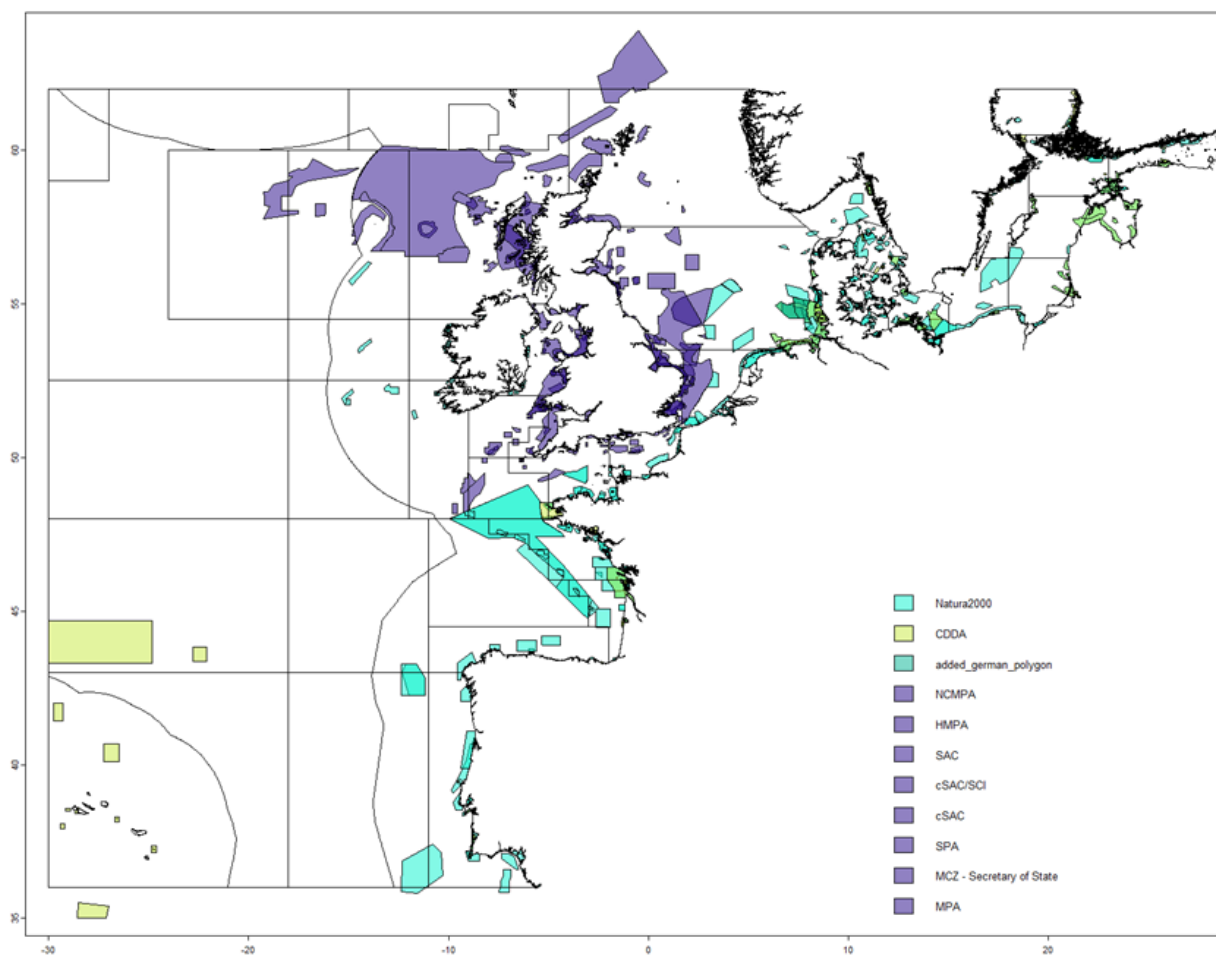 60
55
50
45
40
35
Natura2000
CDDA
added_german_polygon
NCMPA
HMPA
SAC
cSAC/SCI
cSAC
SPA
MCZ - Secretary of State
MPA
-30
-20
-10
0
10
20